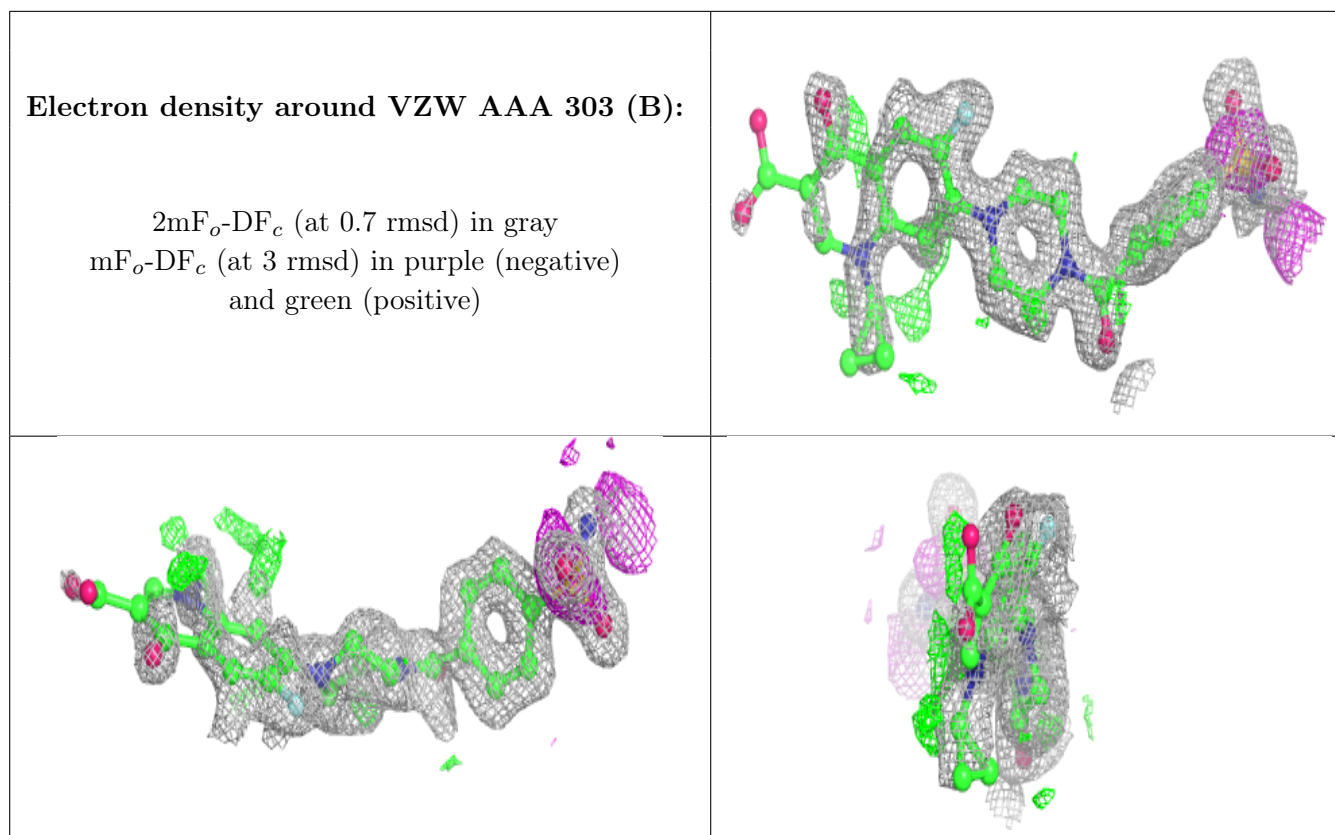 Electron density around VZW AAA 303 (B):
2mFo-DFc (at 0.7 rmsd) in gray
mFo-DFc (at 3 rmsd) in purple (negative)
and green (positive)